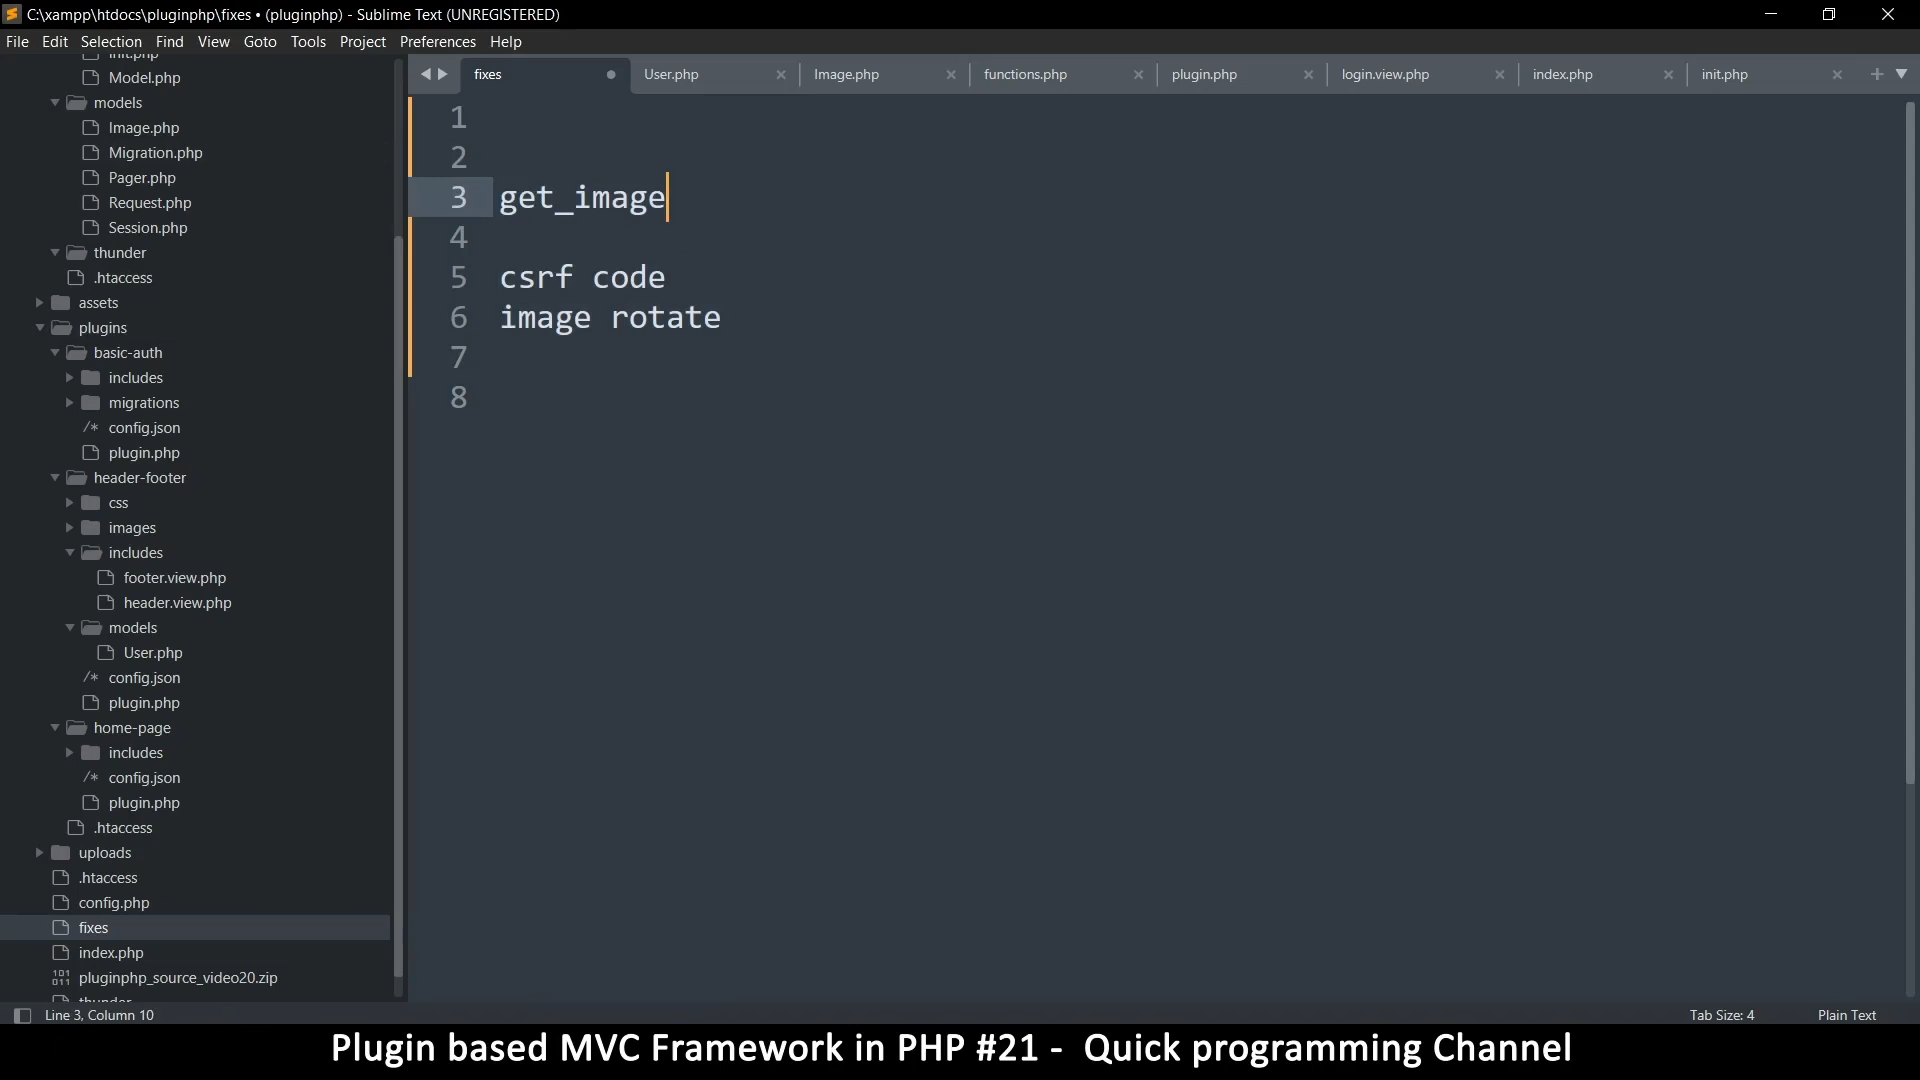 C:\xampp\htdocs\pluginphp\fixes • (pluginphp) - Sublime Text (UNREGISTERED)
File Edit Selection Find View Goto Tools Project Preferences Help
fixes User.php Image.php functions.php plugin.php login.view.php index.php init.php
init.php
Model.php
models
Image.php
Migration.php
Pager.php
Request.php
Session.php
thunder
.htaccess
assets
plugins
basic-auth
includes
migrations
/* config.json
plugin.php
header-footer
css
images
includes
footer.view.php
header.view.php
models
User.php
/* config.json
plugin.php
home-page
includes
/* config.json
plugin.php
.htaccess
uploads
.htaccess
config.php
fixes
index.php
pluginphp_source_video20.zip
thunder
1
2
3 get_image
4
5 csrf code
6 image rotate
7
8
Line 3, Column 10
Tab Size: 4
Plain Text
Plugin based MVC Framework in PHP #21 - Quick programming Channel